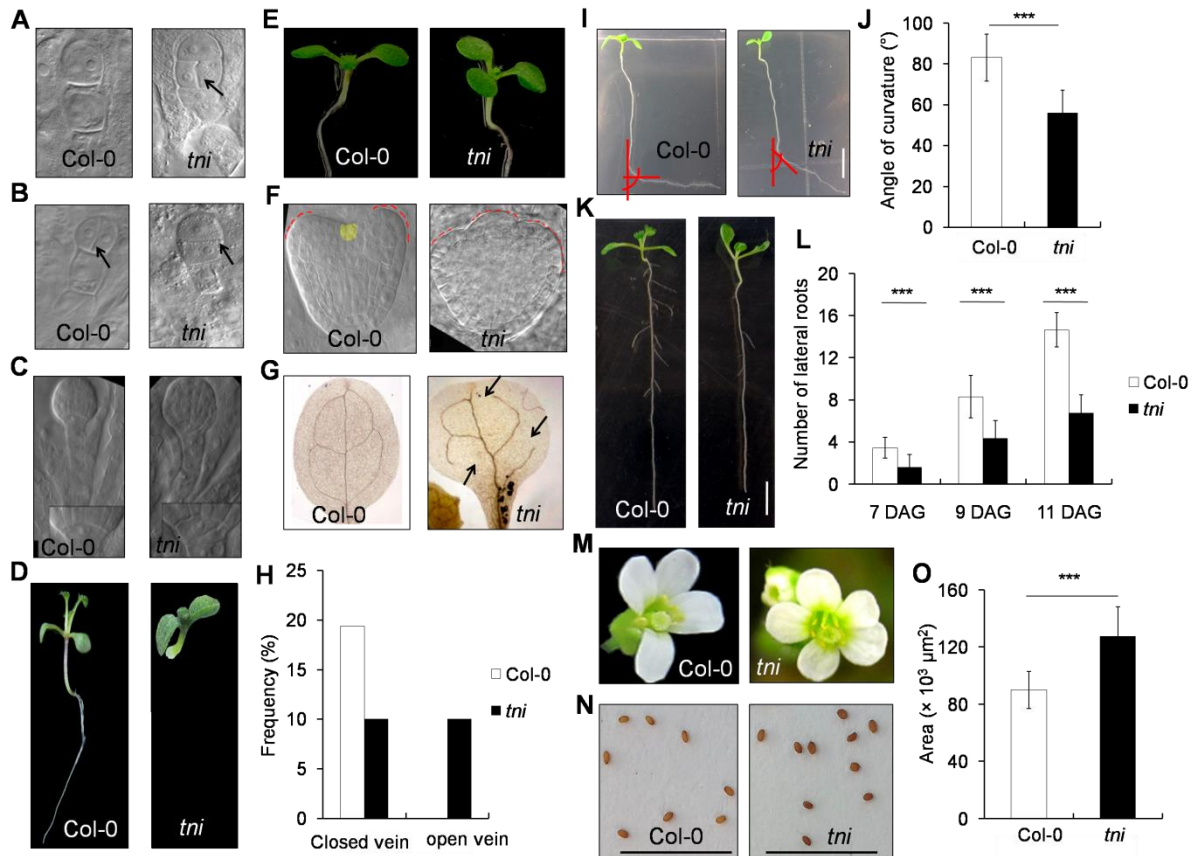 A
Col-0
tni
B
Col-0
tni
C
Col-0
tni
D
Col-0
tni
E
Col-0
tni
F
Col-0
tni
G
Col-0
tni
H
Frequency (%)
25
20
15
10
5
0
Closed vein
open vein
Col-0
tni
I
Col-0
tni
J
Angle of curvature (°)
100
80
60
40
20
0
***
Col-0
tni
K
Col-0
tni
L
Number of lateral roots
20
16
12
8
4
0
***
***
***
7 DAG
9 DAG
11 DAG
Col-0
tni
M
Col-0
tni
N
Col-0
tni
O
Area (× 10³ µm²)
160
120
80
40
0
***
Col-0
tni